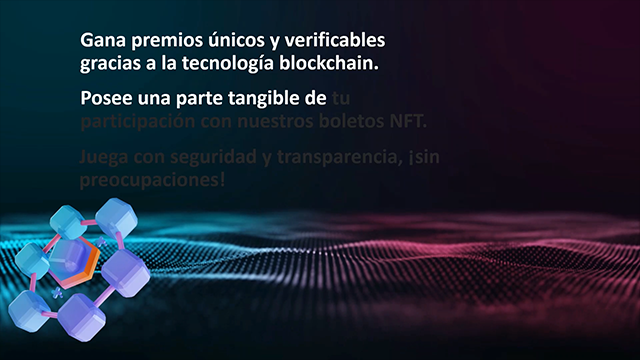 Gana premios únicos y verificables
gracias a la tecnología blockchain.
Posee una parte tangible de tu
participación con nuestros boletos NFT.
Juega con seguridad y transparencia, ¡sin
preocupaciones!